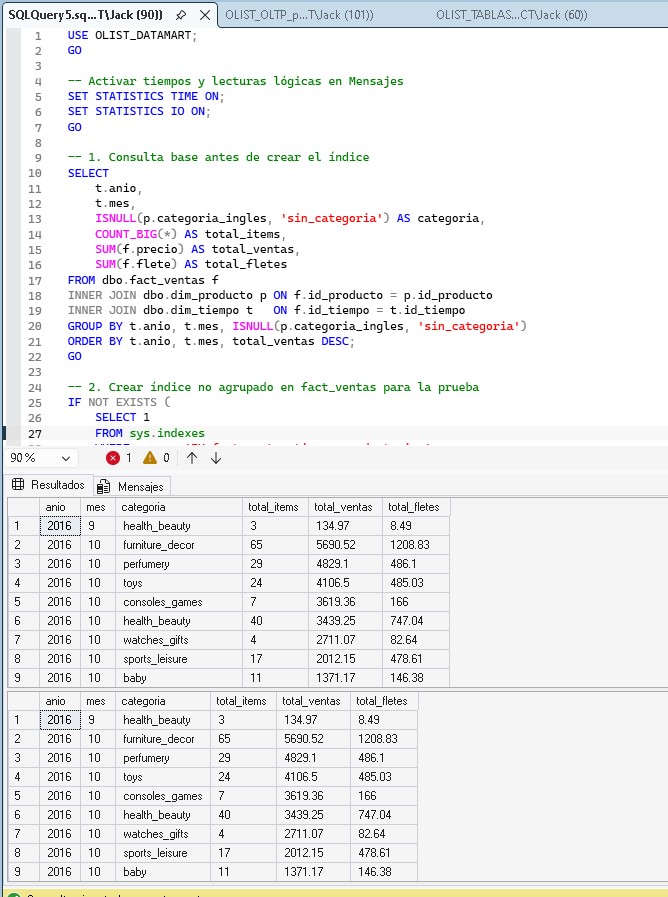 SQLQuery5.sq...T\Jack (90))
OLIST_OLTP_p...T\Jack (101))
OLIST_TABLAS...CT\Jack (60))
1 USE OLIST_DATAMART;
2 GO
3
4 -- Activar tiempos y lecturas lógicas en Mensajes
5 SET STATISTICS TIME ON;
6 SET STATISTICS IO ON;
7 GO
8
9 -- 1. Consulta base antes de crear el índice
10 SELECT
11 t.anio,
12 t.mes,
13 ISNULL(p.categoria_ingles, 'sin_categoria') AS categoria,
14 COUNT_BIG(*) AS total_items,
15 SUM(f.precio) AS total_ventas,
16 SUM(f.flete) AS total_fletes
17 FROM dbo.fact_ventas f
18 INNER JOIN dbo.dim_producto p ON f.id_producto = p.id_producto
19 INNER JOIN dbo.dim_tiempo t ON f.id_tiempo = t.id_tiempo
20 GROUP BY t.anio, t.mes, ISNULL(p.categoria_ingles, 'sin_categoria')
21 ORDER BY t.anio, t.mes, total_ventas DESC;
22 GO
23
24 -- 2. Crear índice no agrupado en fact_ventas para la prueba
25 IF NOT EXISTS (
26 SELECT 1
27 FROM sys.indexes
90 % 1 0
Resultados Mensajes
anio mes categoria total_items total_ventas total_fletes
1 2016 9 health_beauty 3 134.97 8.49
2 2016 10 furniture_decor 65 5690.52 1208.83
3 2016 10 perfumery 29 4829.1 486.1
4 2016 10 toys 24 4106.5 485.03
5 2016 10 consoles_games 7 3619.36 166
6 2016 10 health_beauty 40 3439.25 747.04
7 2016 10 watches_gifts 4 2711.07 82.64
8 2016 10 sports_leisure 17 2012.15 478.61
9 2016 10 baby 11 1371.17 146.38
anio mes categoria total_items total_ventas total_fletes
1 2016 9 health_beauty 3 134.97 8.49
2 2016 10 furniture_decor 65 5690.52 1208.83
3 2016 10 perfumery 29 4829.1 486.1
4 2016 10 toys 24 4106.5 485.03
5 2016 10 consoles_games 7 3619.36 166
6 2016 10 health_beauty 40 3439.25 747.04
7 2016 10 watches_gifts 4 2711.07 82.64
8 2016 10 sports_leisure 17 2012.15 478.61
9 2016 10 baby 11 1371.17 146.38